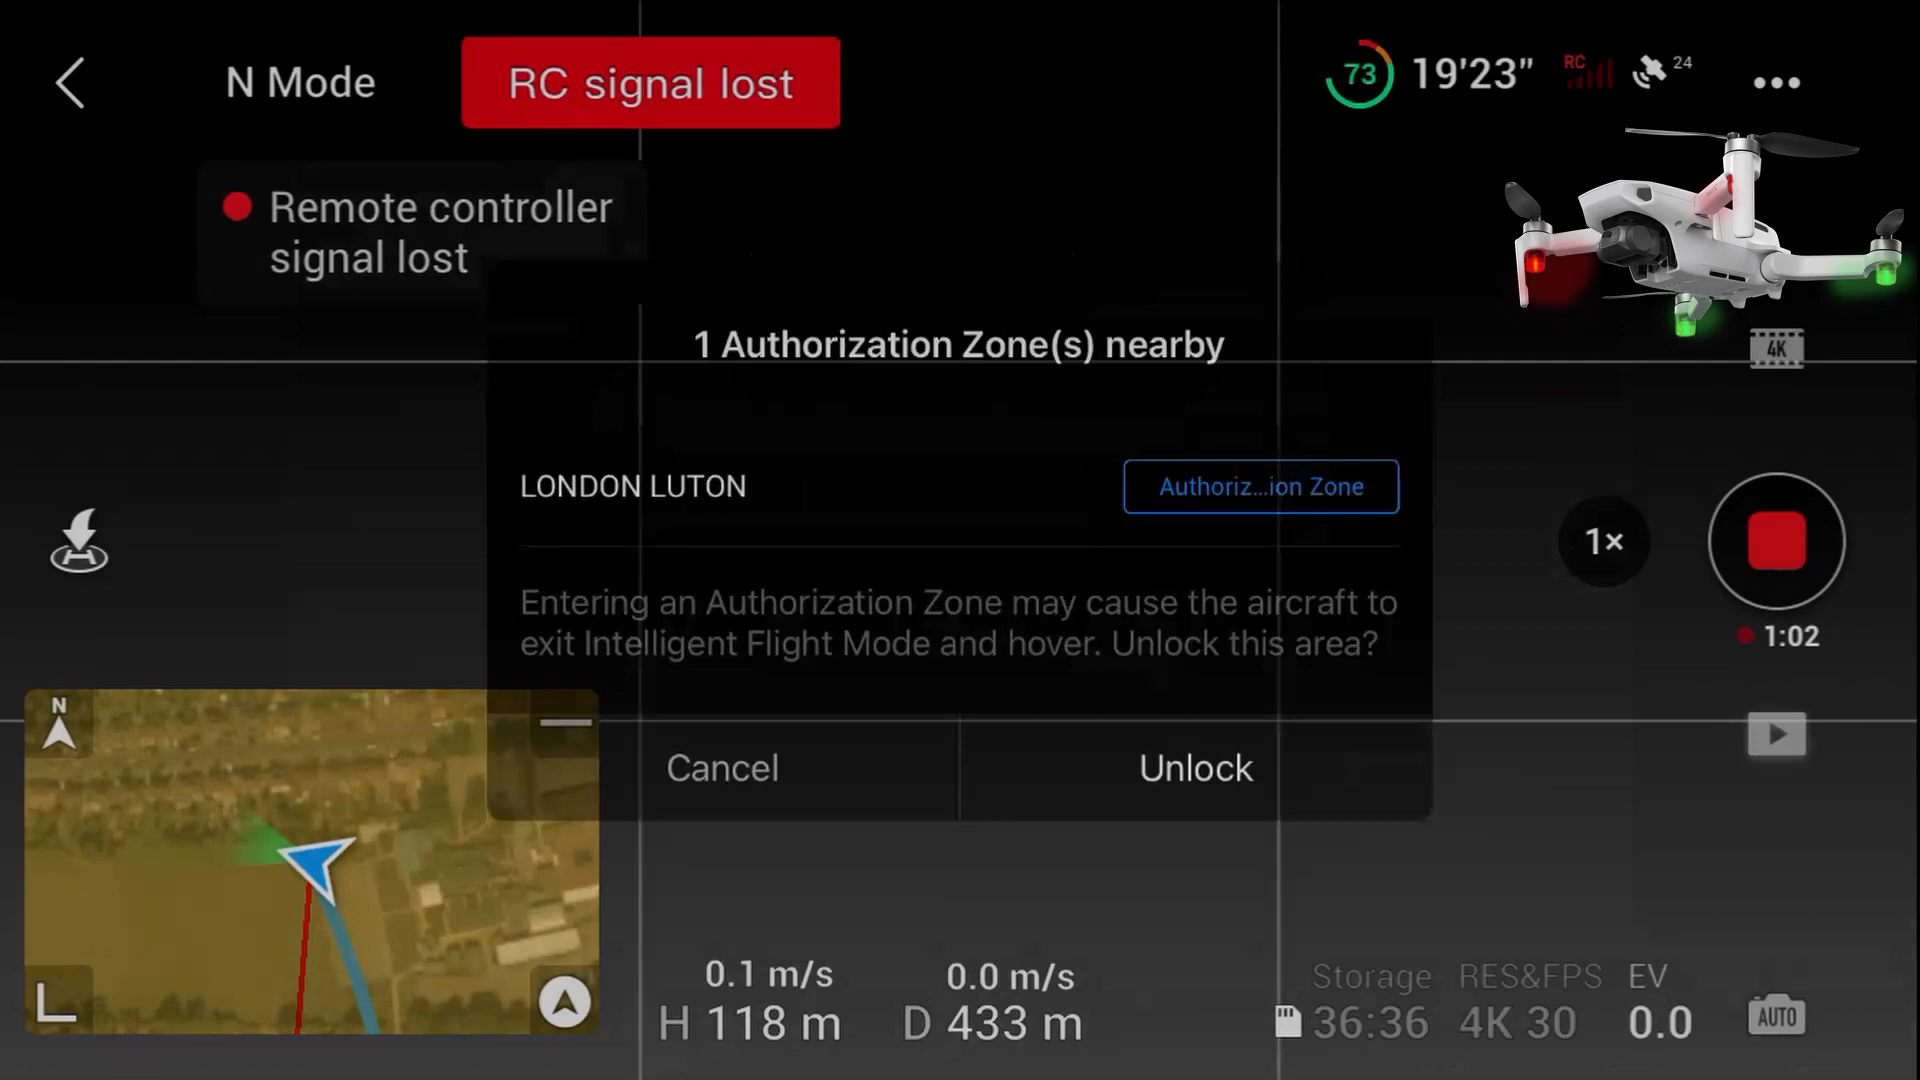 N Mode
RC signal lost
73
19'23"
RC
24
Remote controller
signal lost
1 Authorization Zone(s) nearby
4K
LONDON LUTON
Authoriz...ion Zone
1×
Entering an Authorization Zone may cause the aircraft to
exit Intelligent Flight Mode and hover. Unlock this area?
1:02
N
Cancel
Unlock
0.1 m/s
0.0 m/s
H 118 m
D 433 m
Storage
RES&FPS
EV
36:36
4K 30
0.0
AUTO